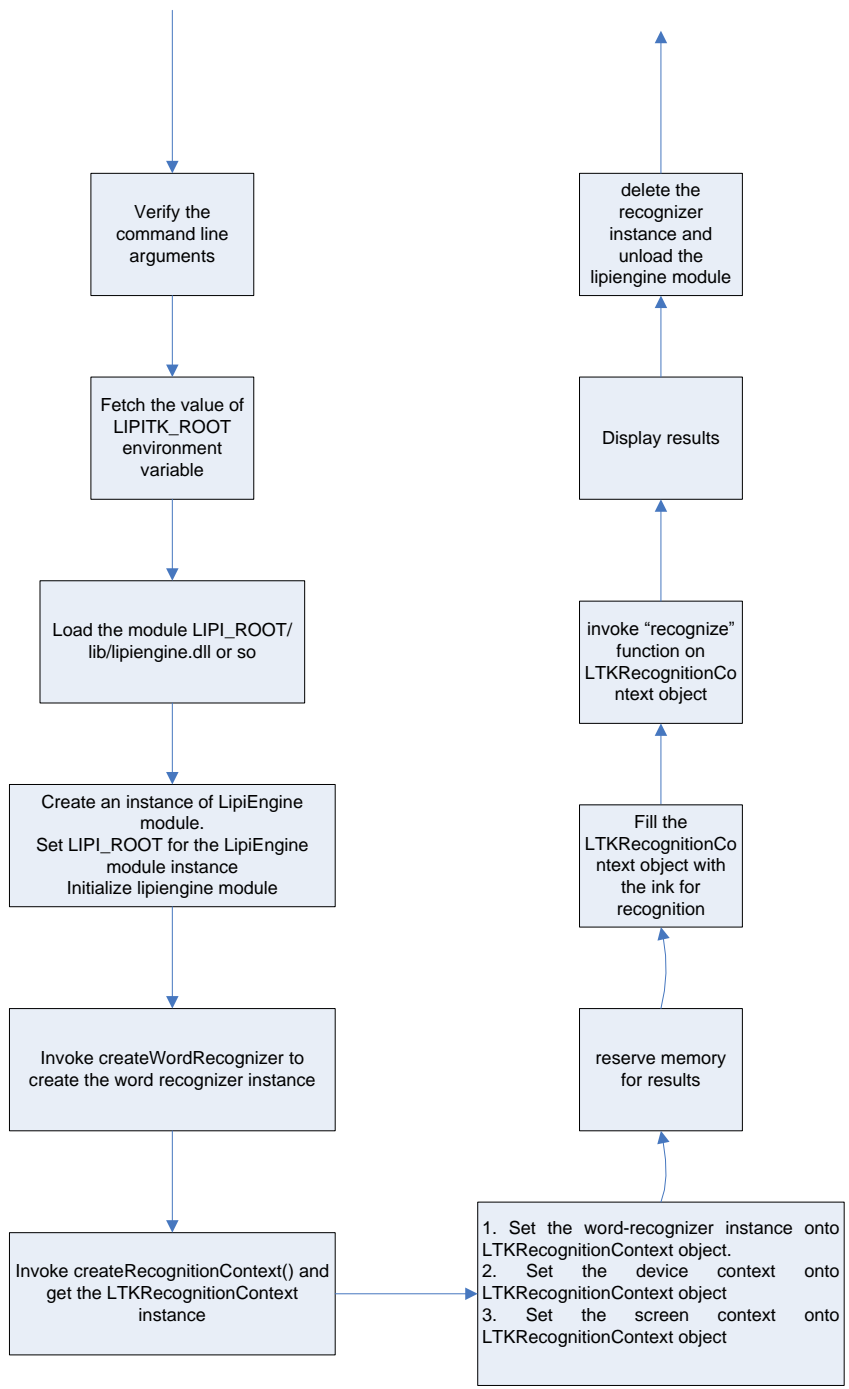 Verify the
command line
arguments
Fetch the value of
LIPITK_ROOT
environment
variable
Load the module LIPI_ROOT/
lib/lipiengine.dll or so
Create an instance of LipiEngine
module.
Set LIPI_ROOT for the LipiEngine
module instance
Initialize lipiengine module
Invoke createWordRecognizer to
create the word recognizer instance
Invoke createRecognitionContext() and
get the LTKRecognitionContext
instance
1. Set the word-recognizer instance onto
LTKRecognitionContext object.
2. Set the device context onto
LTKRecognitionContext object
3. Set the screen context onto
LTKRecognitionContext object
reserve memory
for results
Fill the
LTKRecognitionCo
ntext object with
the ink for
recognition
invoke “recognize”
function on
LTKRecognitionCo
ntext object
Display results
delete the
recognizer
instance and
unload the
lipiengine module